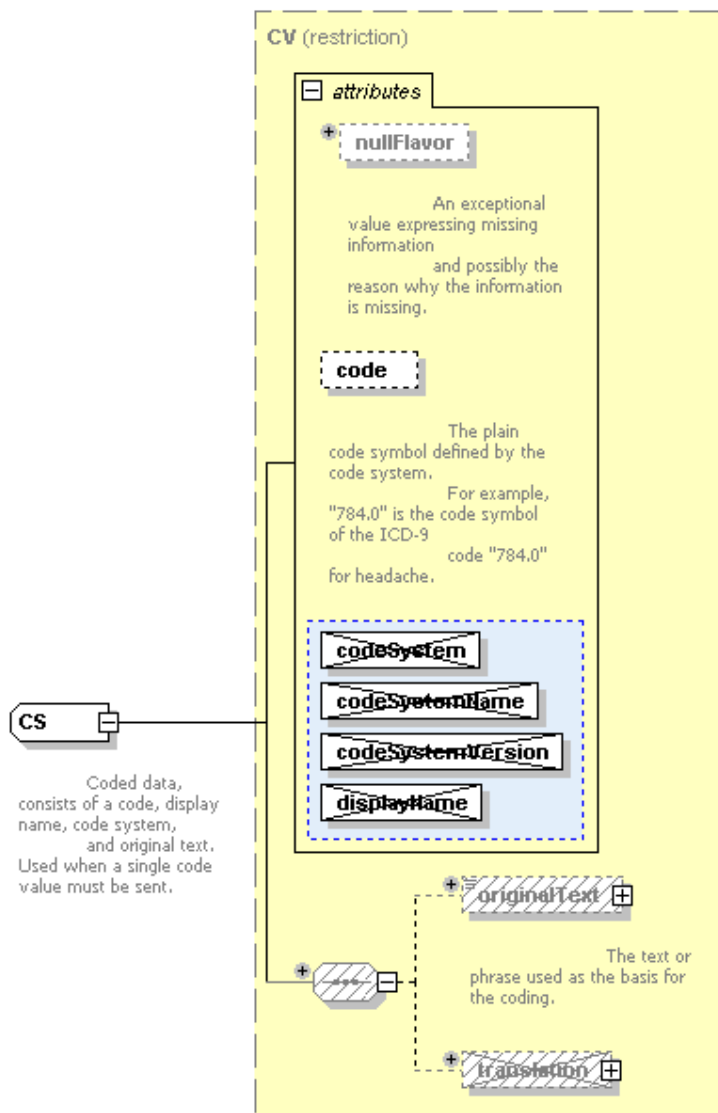 CV (restriction)
attributes
nullFlavor
An exceptional
value expressing missing
information
and possibly the
reason why the information
is missing.
code
The plain
code symbol defined by the
code system.
For example,
"784.0" is the code symbol
of the ICD-9
code "784.0"
for headache.
codeSystem
codeSystemName
codeSystemVersion
displayName
CS
Coded data,
consists of a code, display
name, code system,
and original text.
Used when a single code
value must be sent.
originalText
The text or
phrase used as the basis for
the coding.
translation